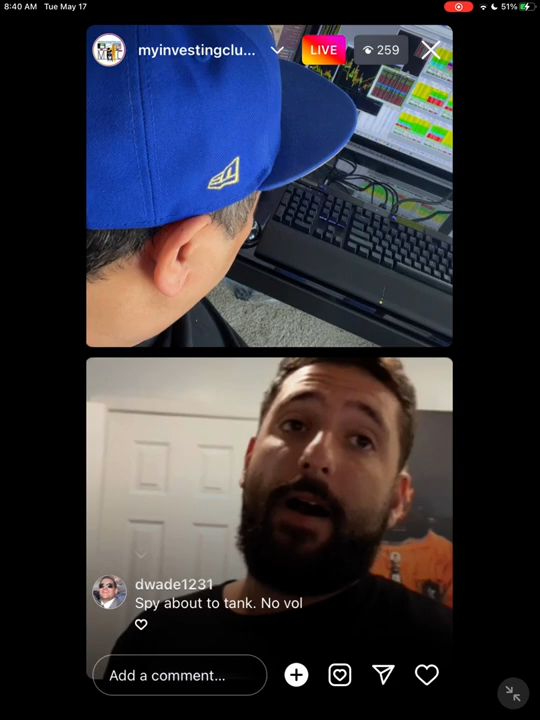 8:40 AM Tue May 17
51%
myinvestingclu...
LIVE
259
dwade1231
Spy about to tank. No vol
Add a comment...